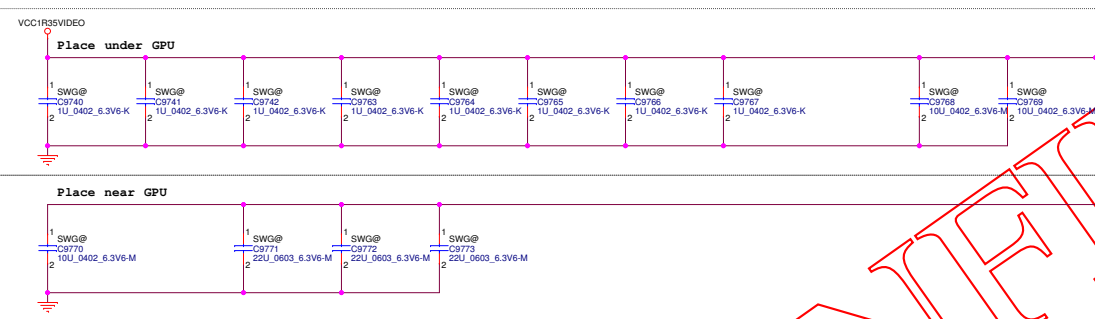 VCC1R35VIDEO
Place under GPU
1 SWG@
C9740
1U_0402_6.3V6-K
2
1 SWG@
C9741
1U_0402_6.3V6-K
2
1 SWG@
C9742
1U_0402_6.3V6-K
2
1 SWG@
C9763
1U_0402_6.3V6-K
2
1 SWG@
C9764
1U_0402_6.3V6-K
2
1 SWG@
C9765
1U_0402_6.3V6-K
2
1 SWG@
C9766
1U_0402_6.3V6-K
2
1 SWG@
C9767
1U_0402_6.3V6-K
2
1 SWG@
C9768
10U_0402_6.3V6-M
2
1 SWG@
C9769
10U_0402_6.3V6-M
2
Place near GPU
1 SWG@
C9770
10U_0402_6.3V6-M
2
1 SWG@
C9771
22U_0603_6.3V6-M
2
1 SWG@
C9772
22U_0603_6.3V6-M
2
1 SWG@
C9773
22U_0603_6.3V6-M
2